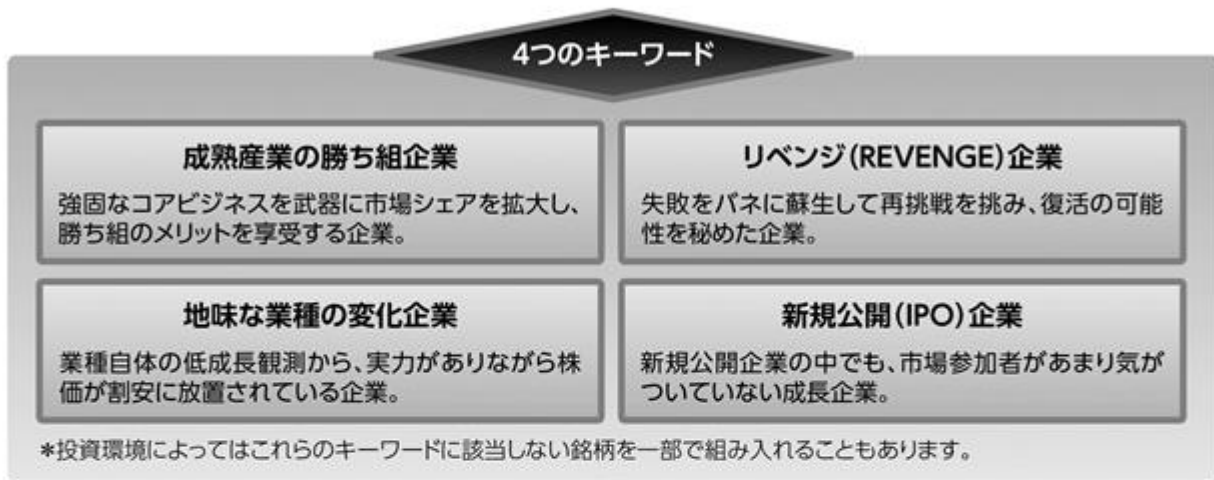 4つのキーワード
成熟産業の勝ち組企業
強固なコアビジネスを武器に市場シェアを拡大し、
勝ち組のメリットを享受する企業。
リベンジ(REVENGE)企業
失敗をバネに蘇生して再挑戦を挑み、復活の可能
性を秘めた企業。
地味な業種の変化企業
業種自体の低成長観測から、実力がありながら株
価が割安に放置されている企業。
新規公開(IPO)企業
新規公開企業の中でも、市場参加者があまり気が
ついていない成長企業。
*投資環境によってはこれらのキーワードに該当しない銘柄を一部で組み入れることもあります。